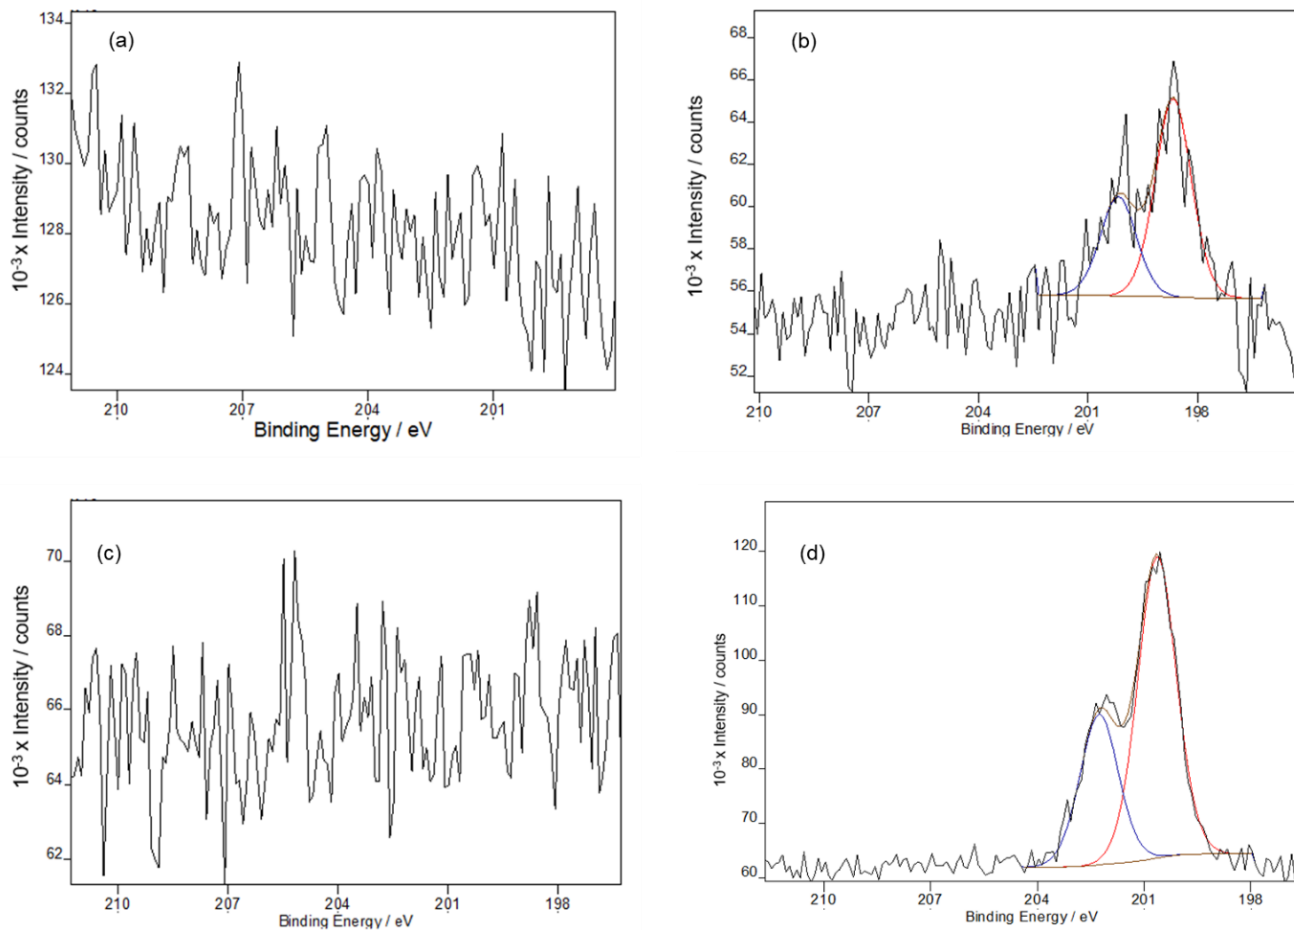 (a)
134
132
130
128
126
124
10⁻³ x Intensity / counts
210 207 204 201
Binding Energy / eV
(b)
68
66
64
62
60
58
56
54
52
10⁻³ x Intensity / counts
210 207 204 201 198
Binding Energy / eV
(c)
70
68
66
64
62
10⁻³ x Intensity / counts
210 207 204 201 198
Binding Energy / eV
(d)
120
110
100
90
80
70
60
10⁻³ x Intensity / counts
210 207 204 201 198
Binding Energy / eV